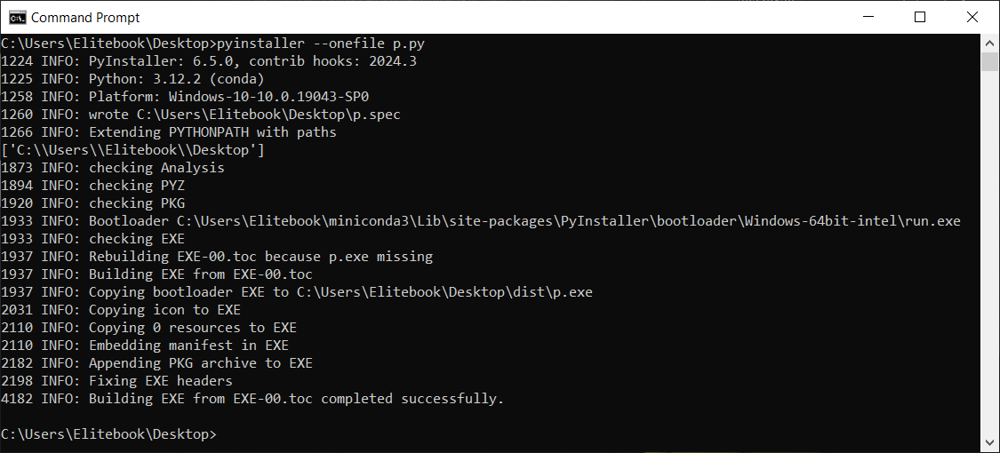 Command Prompt
C:\Users\Elitebook\Desktop>pyinstaller --onefile p.py
1224 INFO: PyInstaller: 6.5.0, contrib hooks: 2024.3
1225 INFO: Python: 3.12.2 (conda)
1258 INFO: Platform: Windows-10-10.0.19043-SP0
1260 INFO: wrote C:\Users\Elitebook\Desktop\p.spec
1266 INFO: Extending PYTHONPATH with paths
['C:\\Users\\Elitebook\\Desktop']
1873 INFO: checking Analysis
1894 INFO: checking PYZ
1920 INFO: checking PKG
1933 INFO: Bootloader C:\Users\Elitebook\miniconda3\Lib\site-packages\PyInstaller\bootloader\Windows-64bit-intel\run.exe
1933 INFO: checking EXE
1937 INFO: Rebuilding EXE-00.toc because p.exe missing
1937 INFO: Building EXE from EXE-00.toc
1937 INFO: Copying bootloader EXE to C:\Users\Elitebook\Desktop\dist\p.exe
2031 INFO: Copying icon to EXE
2110 INFO: Copying 0 resources to EXE
2110 INFO: Embedding manifest in EXE
2182 INFO: Appending PKG archive to EXE
2198 INFO: Fixing EXE headers
4182 INFO: Building EXE from EXE-00.toc completed successfully.
C:\Users\Elitebook\Desktop>